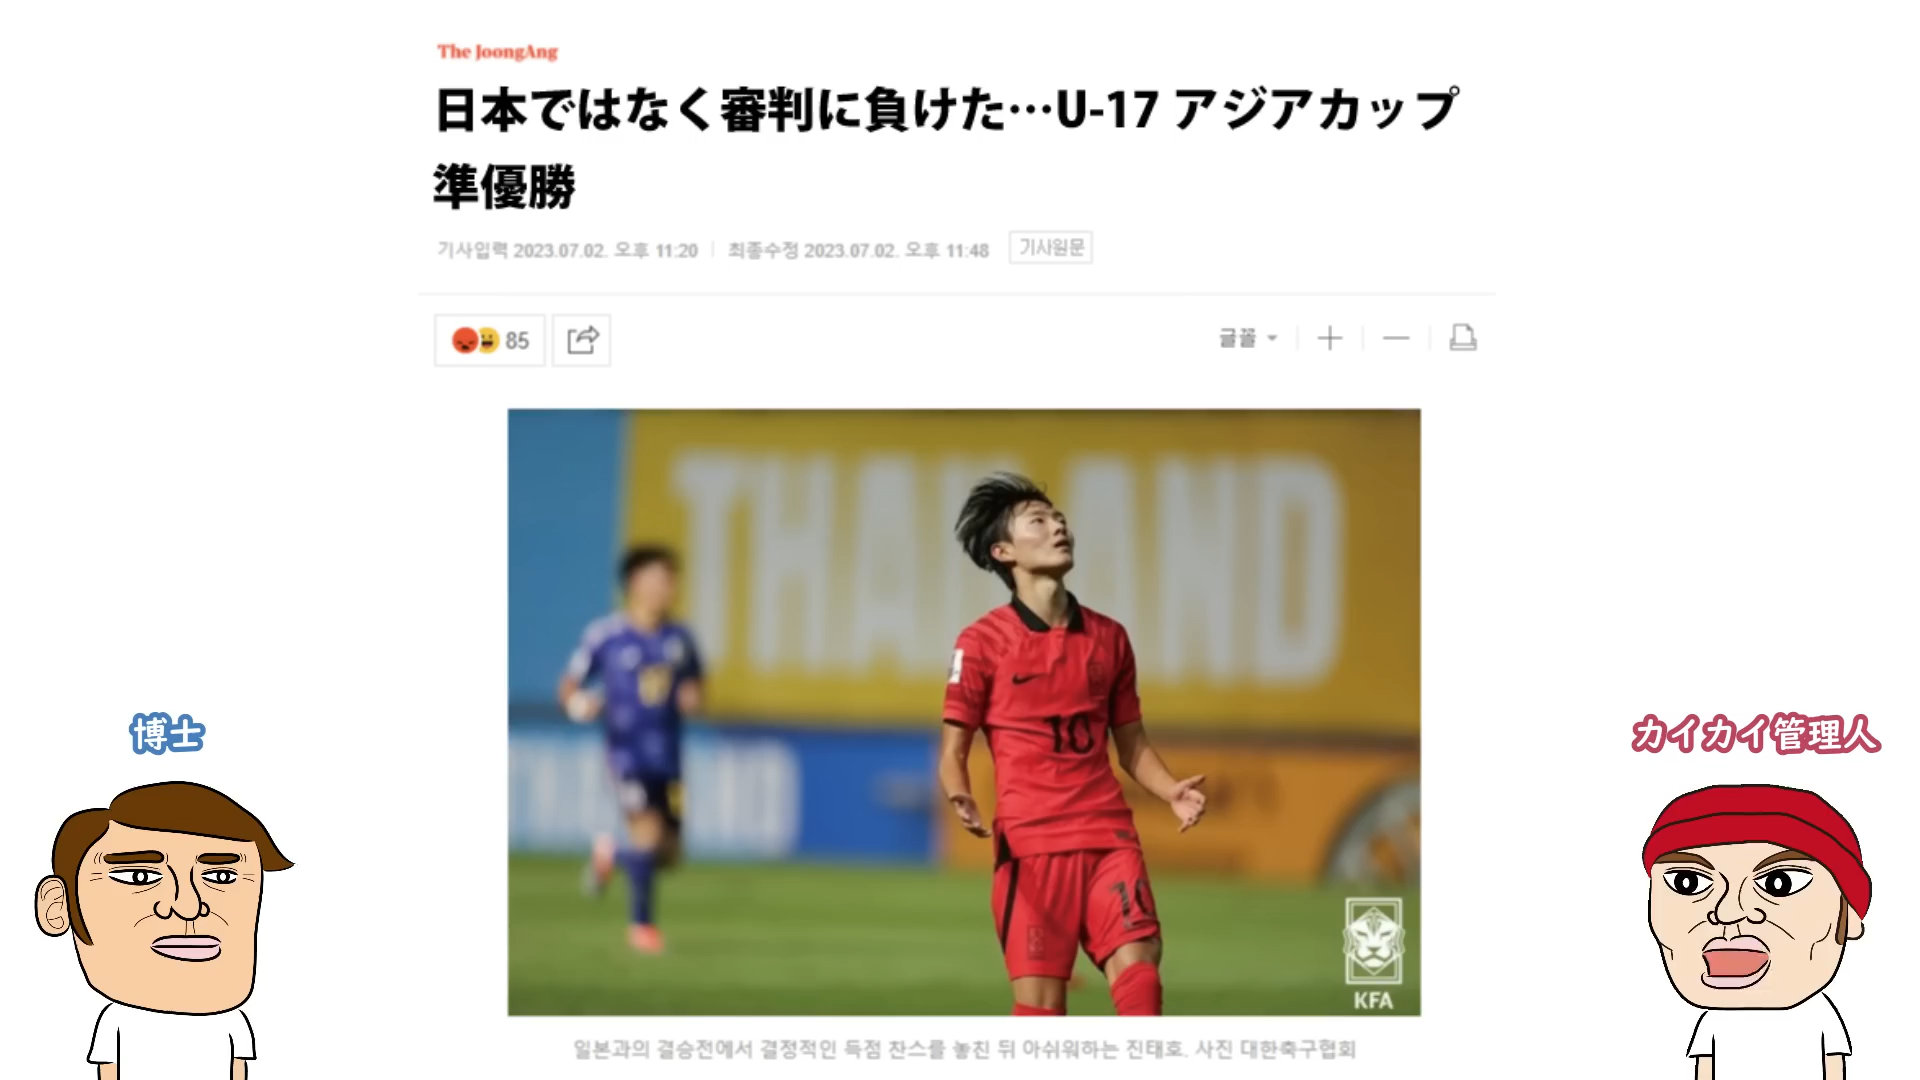 The JoongAng
日本ではなく審判に負けた…U-17 アジアカップ
準優勝
기사입력 2023.07.02. 오후 11:20 최종수정 2023.07.02. 오후 11:48 기사원문
85
글꼴
THAILAND
10
10
KFA
博士
カイカイ管理人
일본과의 결승전에서 결정적인 득점 찬스를 놓친 뒤 아쉬워하는 진태호. 사진 대한축구협회